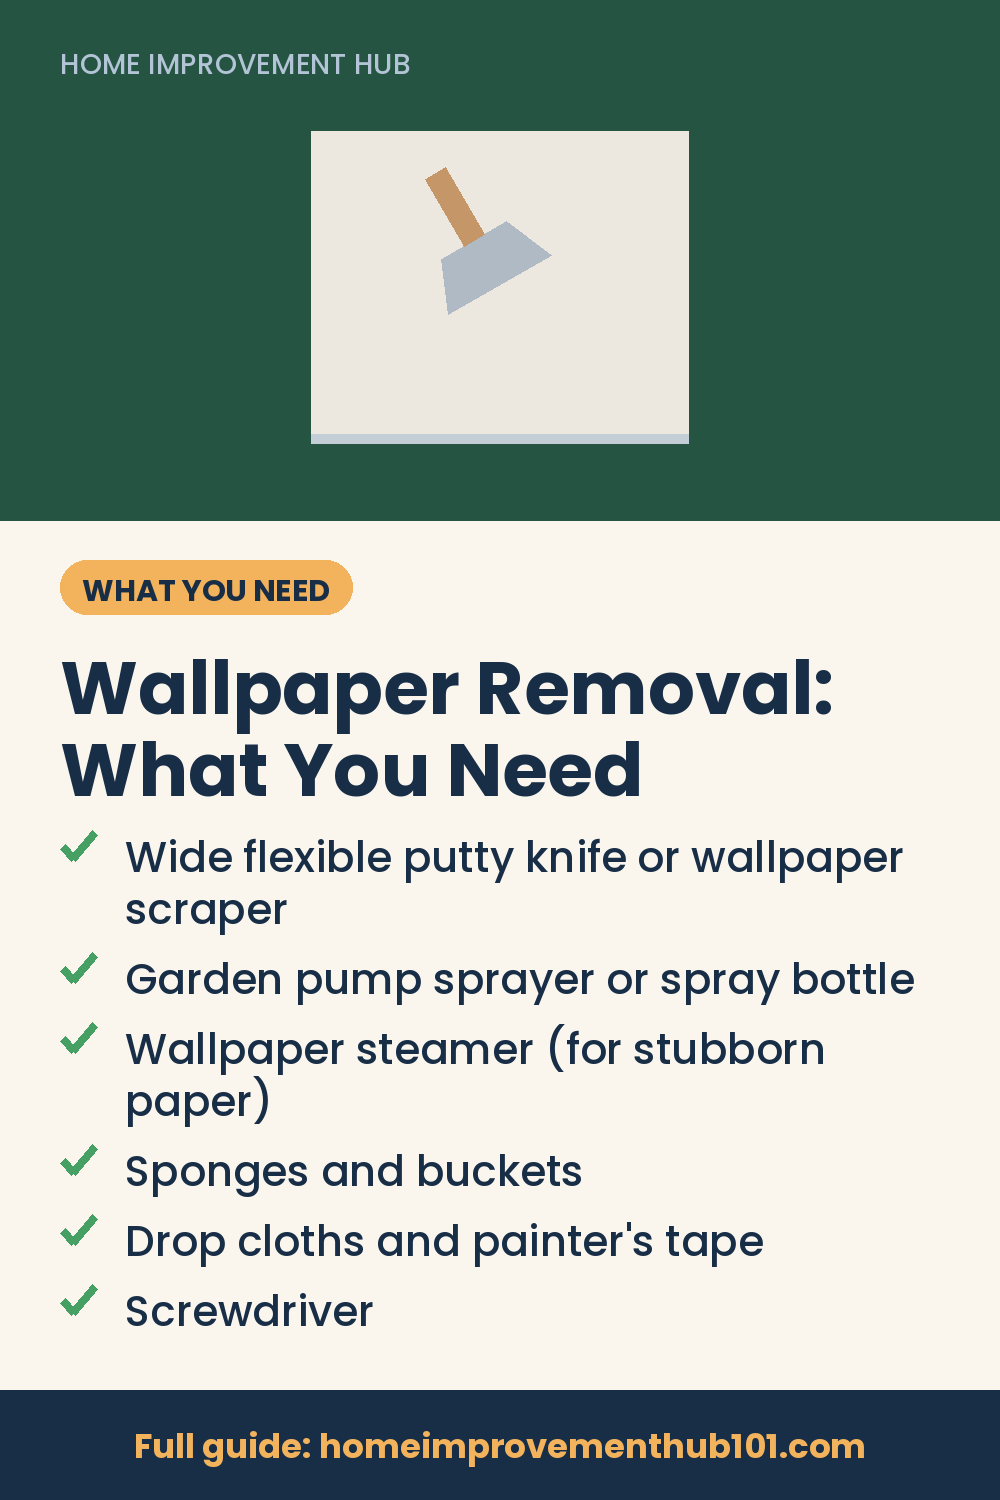 HOME IMPROVEMENT HUB
WHAT YOU NEED
Wallpaper Removal:
What You Need
Wide flexible putty knife or wallpaper
scraper
Garden pump sprayer or spray bottle
Wallpaper steamer (for stubborn
paper)
Sponges and buckets
Drop cloths and painter's tape
Screwdriver
Full guide: homeimprovementhub101.com